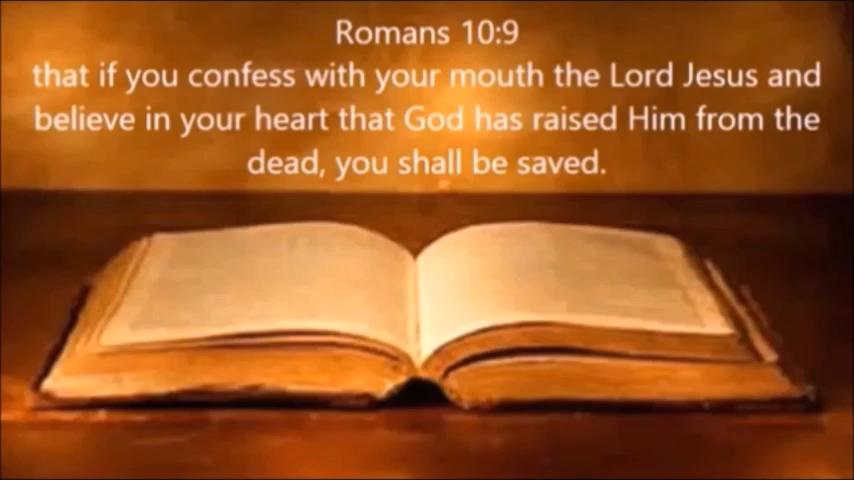 Romans 10:9
that if you confess with your mouth the Lord Jesus and
believe in your heart that God has raised Him from the
dead, you shall be saved.